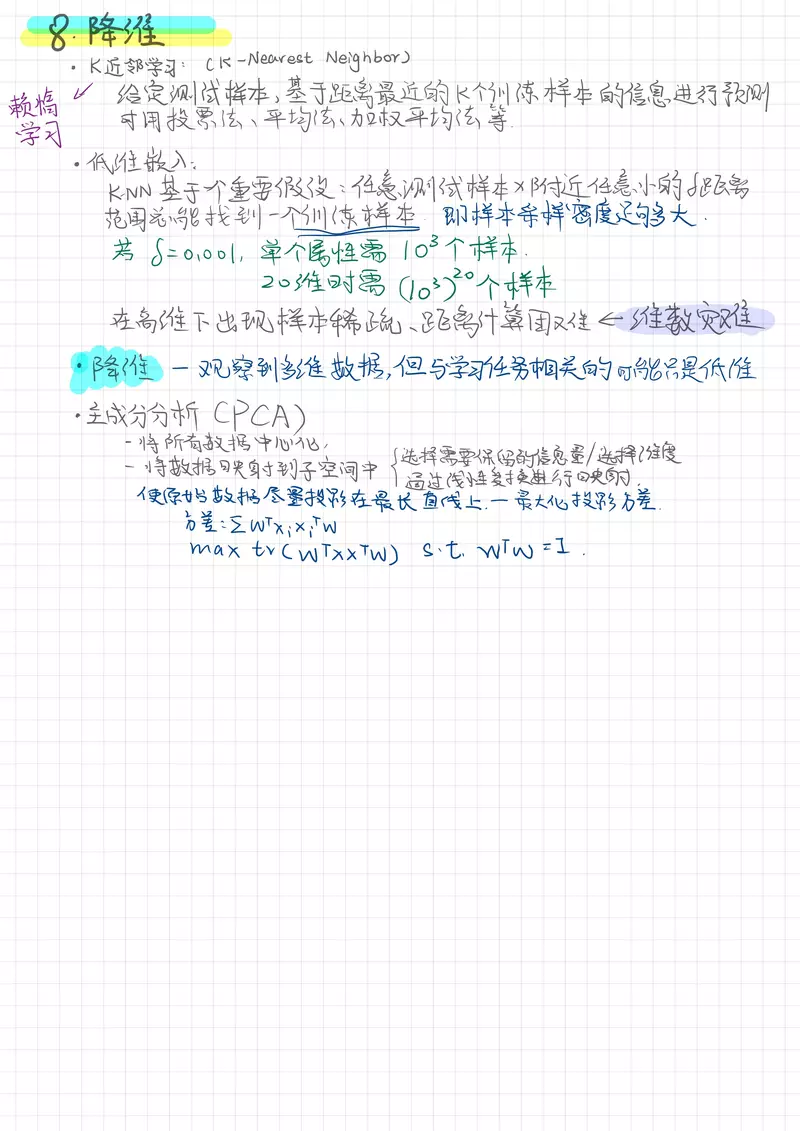 8. 降维
· K近邻学习：(K-Nearest Neighbor)
懒惰学习
给定测试样本,基于距离最近的K个训练样本的信息进行预测
可用投票法、平均法、加权平均法等.
· 低维嵌入：
KNN基于个重要假设：任意测试样本x附近任意小的δ距离
范围总能找到一个训练样本. 即样本采样密度足够大.
若 δ=0.001, 单个属性需 10³个样本.
20维时需 (10³)²⁰个样本
在高维下出现样本稀疏、距离计算困难 ← 维数灾难
· 降维 — 观察到多维数据,但与学习任务相关的可能只是低维
· 主成分分析 (PCA)
- 将所有数据中心化,
- 将数据映射到子空间中 { 选择需要保留的信息量/选择维度
通过线性变换进行映射.
使原始数据尽量投影在最长直线上.—最大化投影方差.
方差: ΣWᵀxᵢxᵢᵀW
max tr(WᵀXXᵀW) s.t. WᵀW=I.